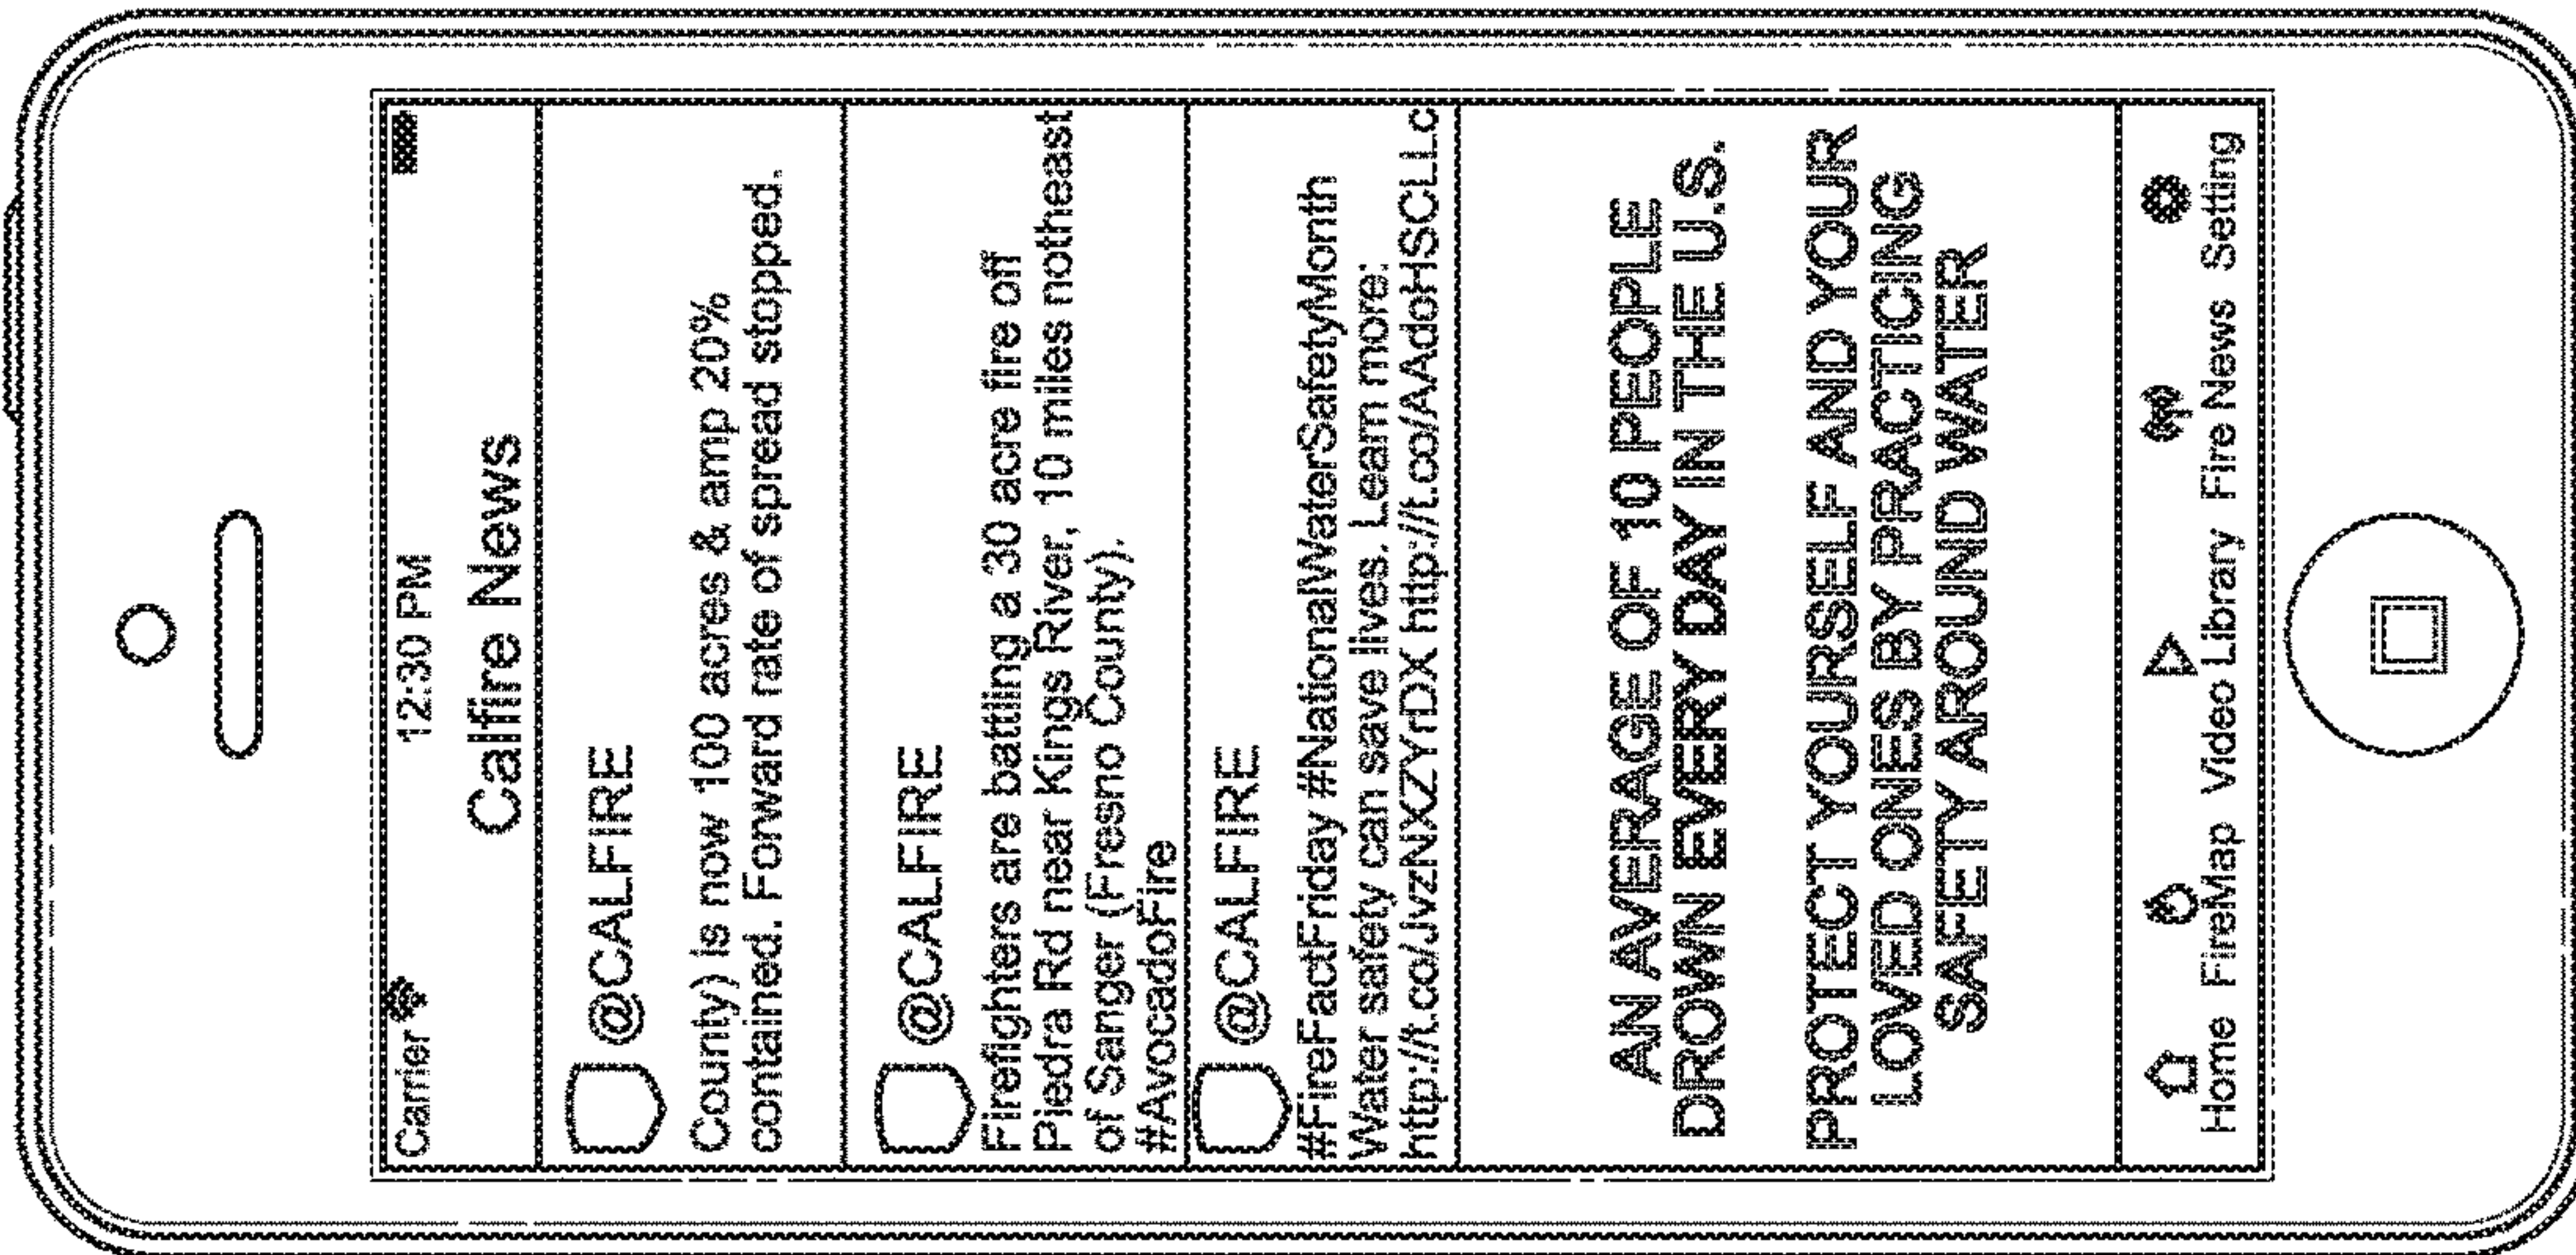 Carrier 12:30 PM
Calfire News
@CALFIRE
County) is now 100 acres & amp 20%
contained. Forward rate of spread stopped.
@CALFIRE
Firefighters are battling a 30 acre fire off
Piedra Rd near Kings River, 10 miles notheast
of Sanger (Fresno County).
#AvocadoFire
@CALFIRE
#FireFactFriday #NationalWaterSafetyMonth
Water safety can save lives. Learn more:
http://t.co/JvzNXZYrDX http://t.co/AAdoHSCLLc
AN AVERAGE OF 10 PEOPLE
DROWN EVERY DAY IN THE U.S.
PROTECT YOURSELF AND YOUR
LOVED ONES BY PRACTICING
SAFETY AROUND WATER
Home FireMap Video Library Fire News Setting